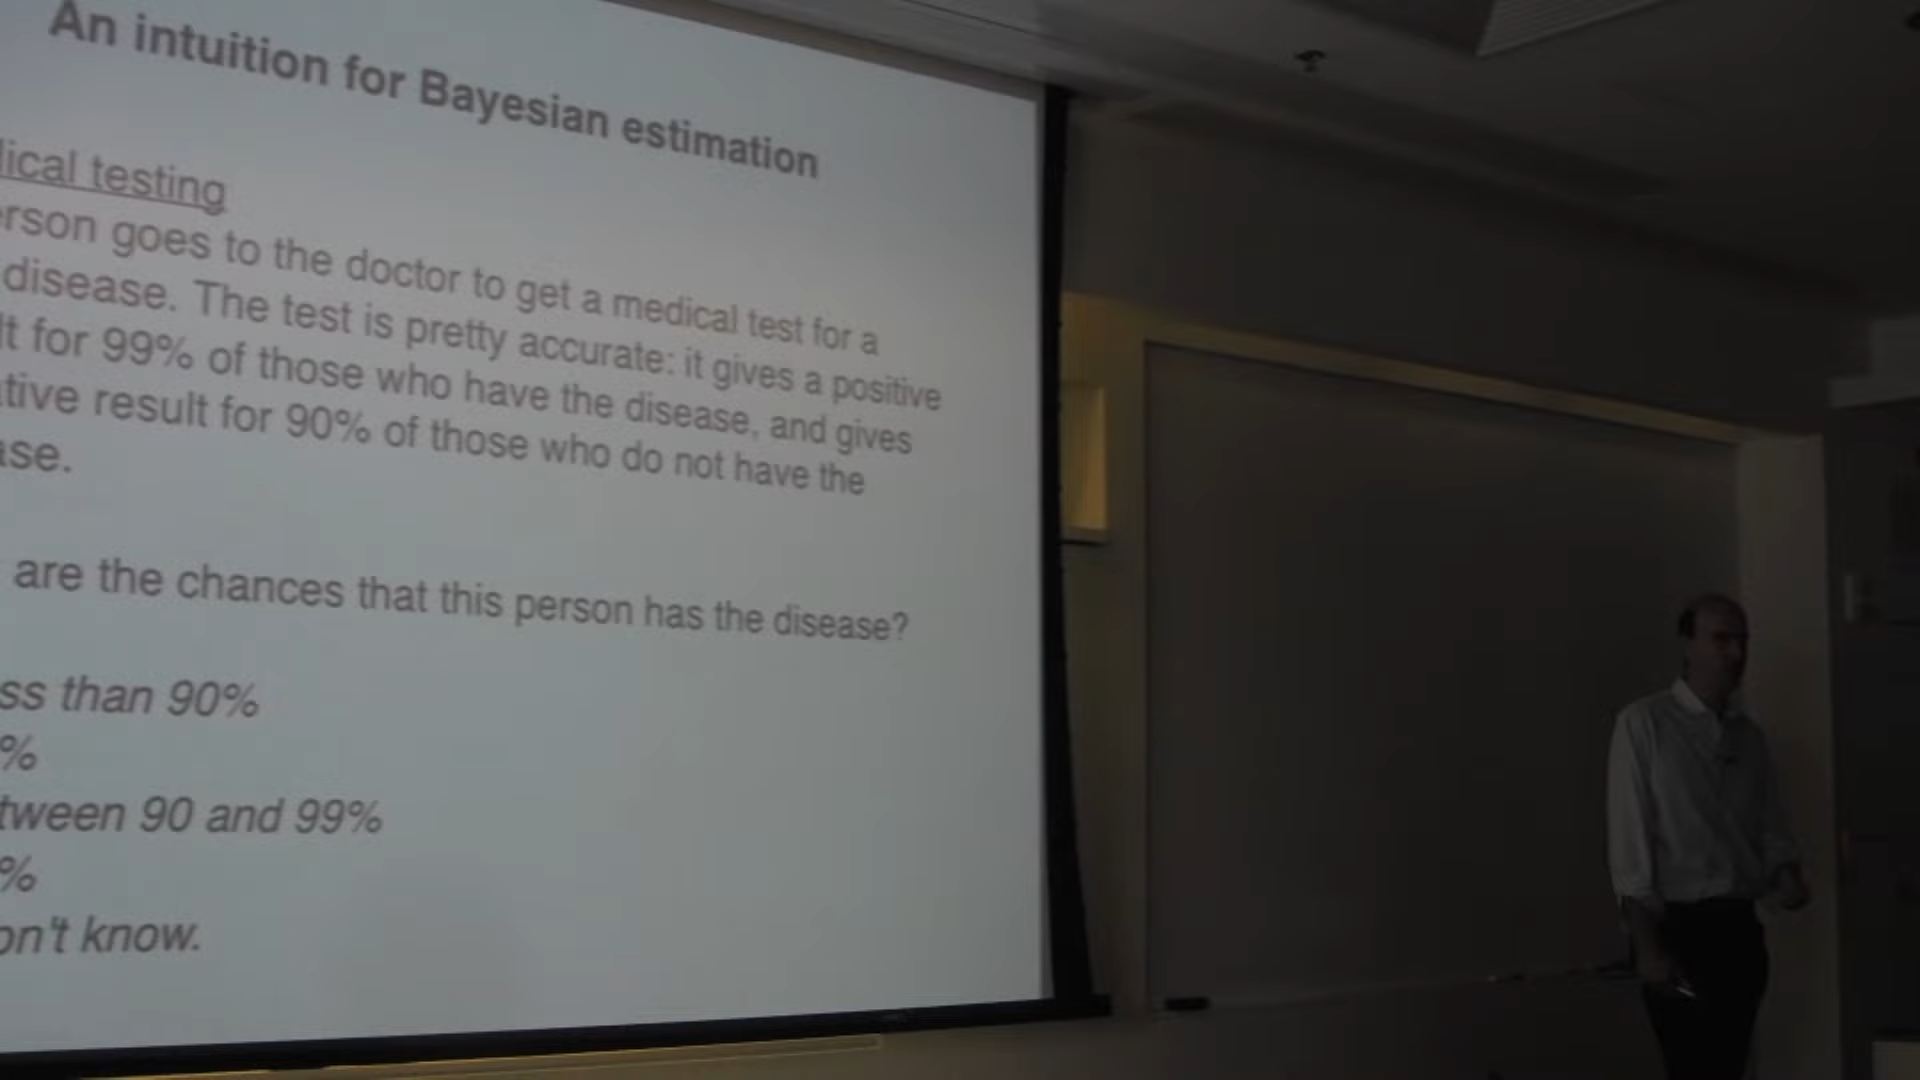 An intuition for Bayesian estimation
ical testing
erson goes to the doctor to get a medical test for a
disease. The test is pretty accurate: it gives a positive
lt for 99% of those who have the disease, and gives
tive result for 90% of those who do not have the
ase.
are the chances that this person has the disease?
ss than 90%
%
tween 90 and 99%
%
on't know.